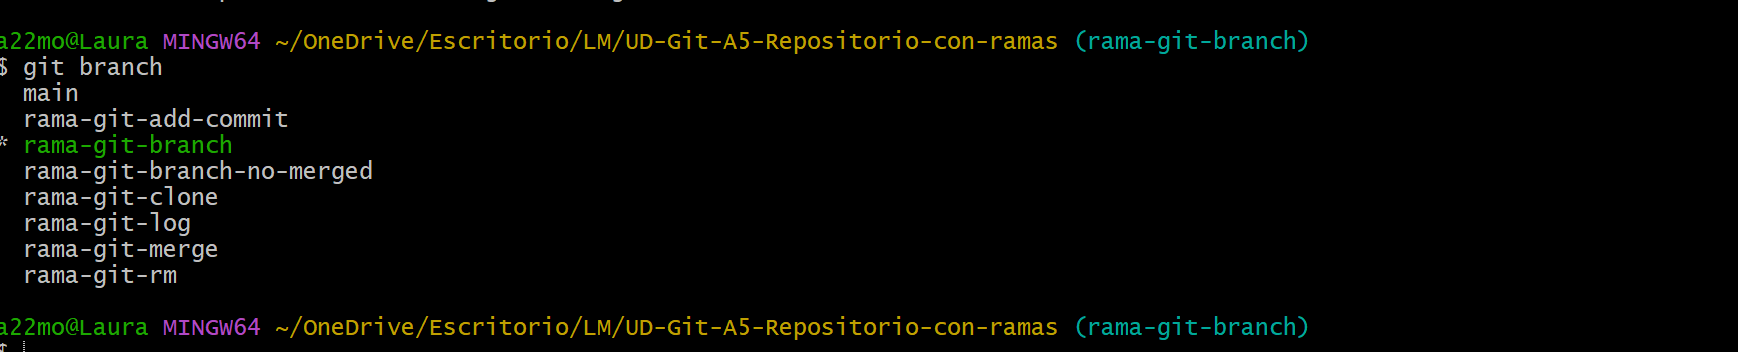 a22mo@Laura MINGW64 ~/OneDrive/Escritorio/LM/UD-Git-A5-Repositorio-con-ramas (rama-git-branch)
$ git branch
  main
  rama-git-add-commit
* rama-git-branch
  rama-git-branch-no-merged
  rama-git-clone
  rama-git-log
  rama-git-merge
  rama-git-rm
a22mo@Laura MINGW64 ~/OneDrive/Escritorio/LM/UD-Git-A5-Repositorio-con-ramas (rama-git-branch)
$